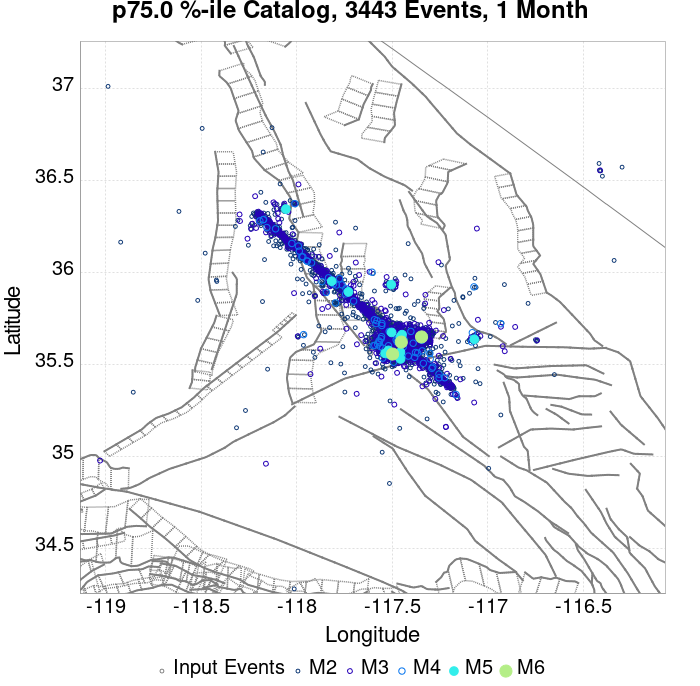 p75.0 %-ile Catalog, 3443 Events, 1 Month
37
36.5
36
35.5
35
34.5
Latitude
-119 -118.5 -118 -117.5 -117 -116.5
Longitude
Input Events M2 M3 M4 M5 M6